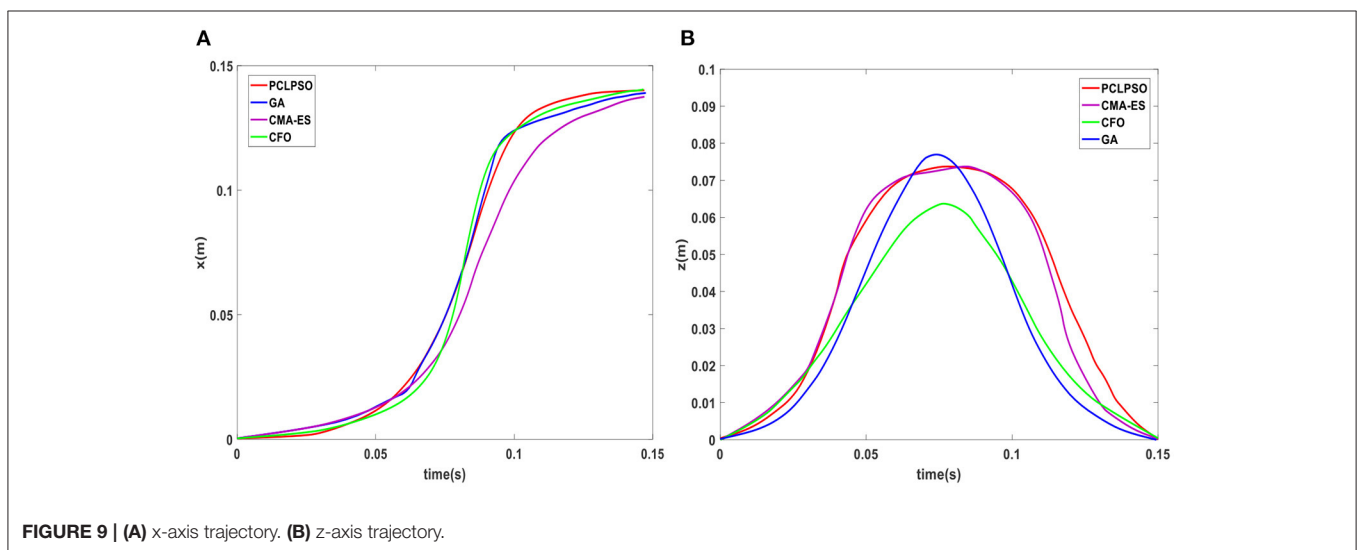 A
0.15
0.1
0.05
0
x(m)
PCLPSO
GA
CMA-ES
CFO
0
0.05
0.1
0.15
time(s)
B
0.1
0.09
0.08
0.07
0.06
0.05
0.04
0.03
0.02
0.01
0
z(m)
PCLPSO
CMA-ES
CFO
GA
0
0.05
0.1
0.15
time(s)
FIGURE 9 | (A) x-axis trajectory. (B) z-axis trajectory.